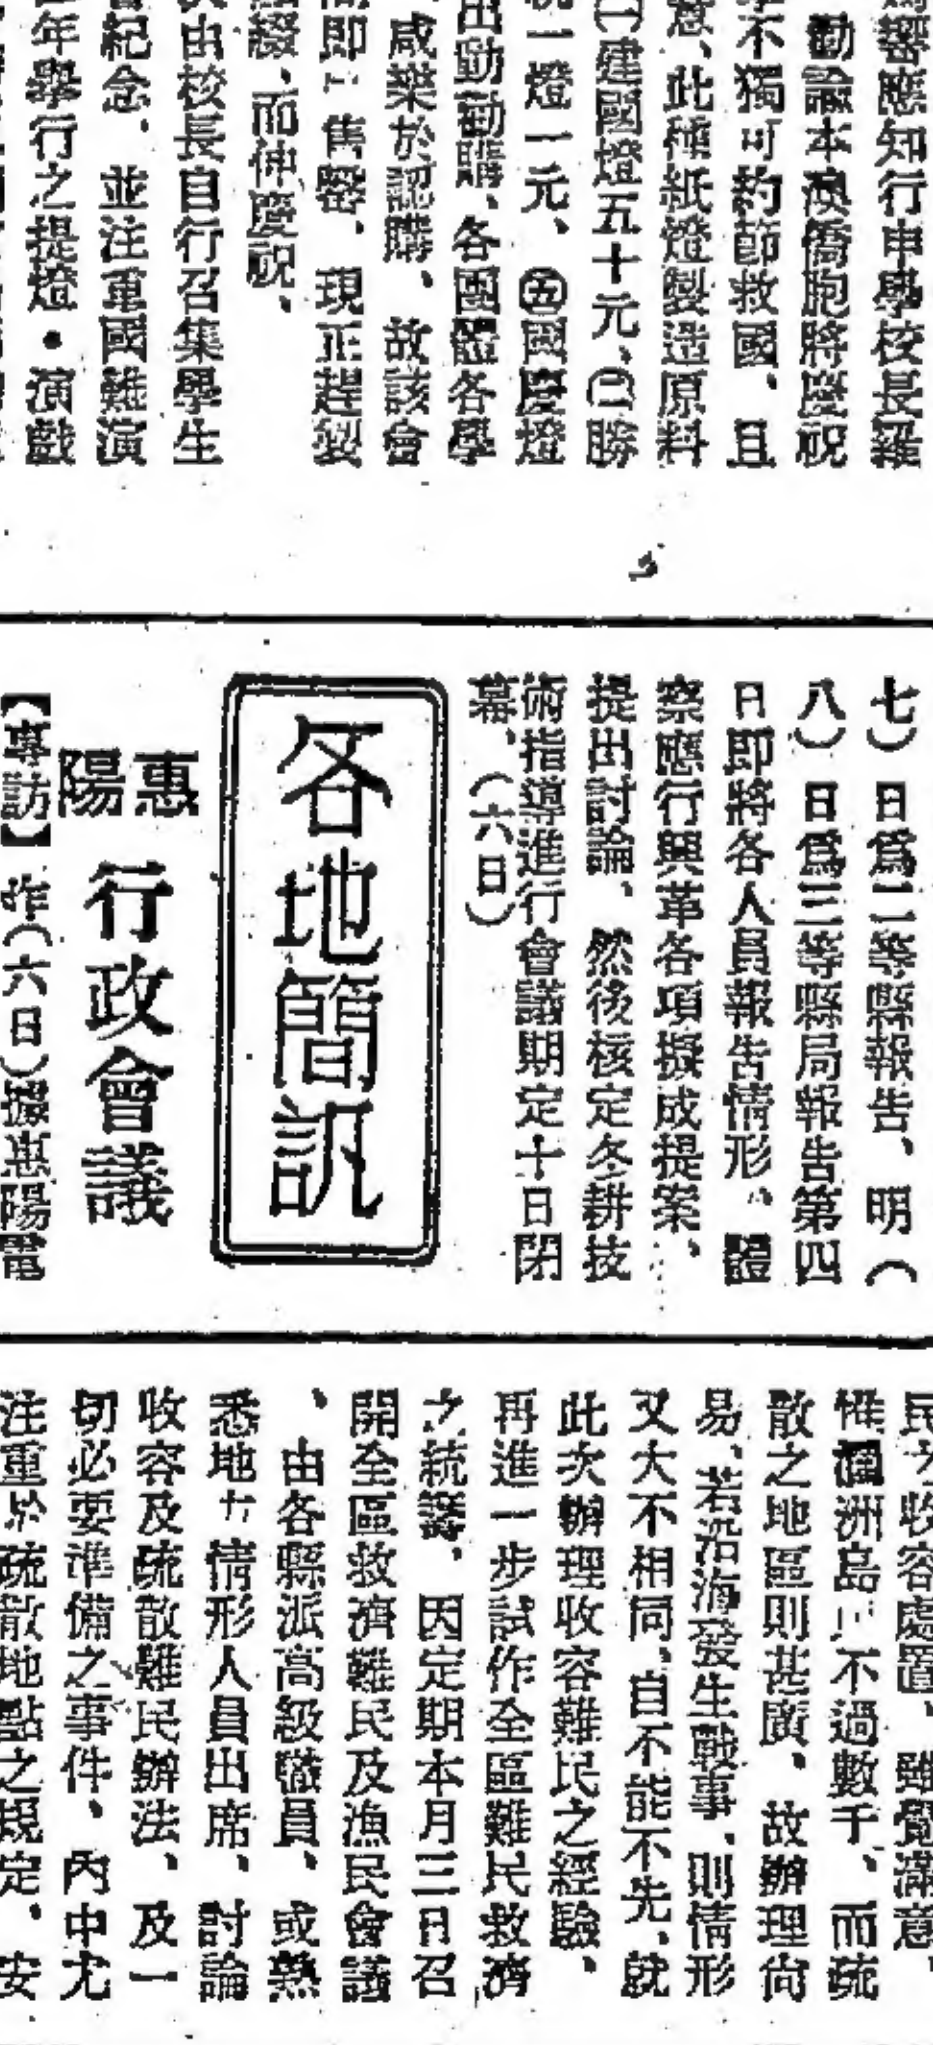 響應知行中學校長羅
勸諭本澳僑胞將慶祝
不獨可約節救國、且
意、此種紙燈製造原料
㈠建國燈五十元、㈡勝
一燈一元、㊄國慶燈
出動勸購、各團體各學
咸樂於認購、故該會
即售罄、現正趕製
綴、而伸慶祝、
由校長自行召集學生
紀念、並注重國難演
年舉行之提燈・演戲
七)日爲二等縣報告、明(
八)日爲三等縣局報告第四
日即將各人員報告情形、體
察應行興革各項擬成提案、
提出討論、然後核定冬耕技
術指導進行會議期定十日閉
幕、(六日)
各地簡訊
惠陽行政會議
【專訪】昨(六日)據惠陽電
民之收容處置、雖覺滿意、
惟潿洲島不過數千、而疏
散之地區則甚廣、故辦理尙
易、若沿海發生戰事、則情形
又大不相同、自不能不先就
此次辦理收容難民之經驗、
再進一步試作全區難民救濟
之統籌、因定期本月三日召
開全區救濟難民及漁民會議
、由各縣派高級職員、或熟
悉地方情形人員出席、討論
收容及疏散難民辦法、及一
切必要準備之事件、內中尤
注重於疏散地點之規定、安